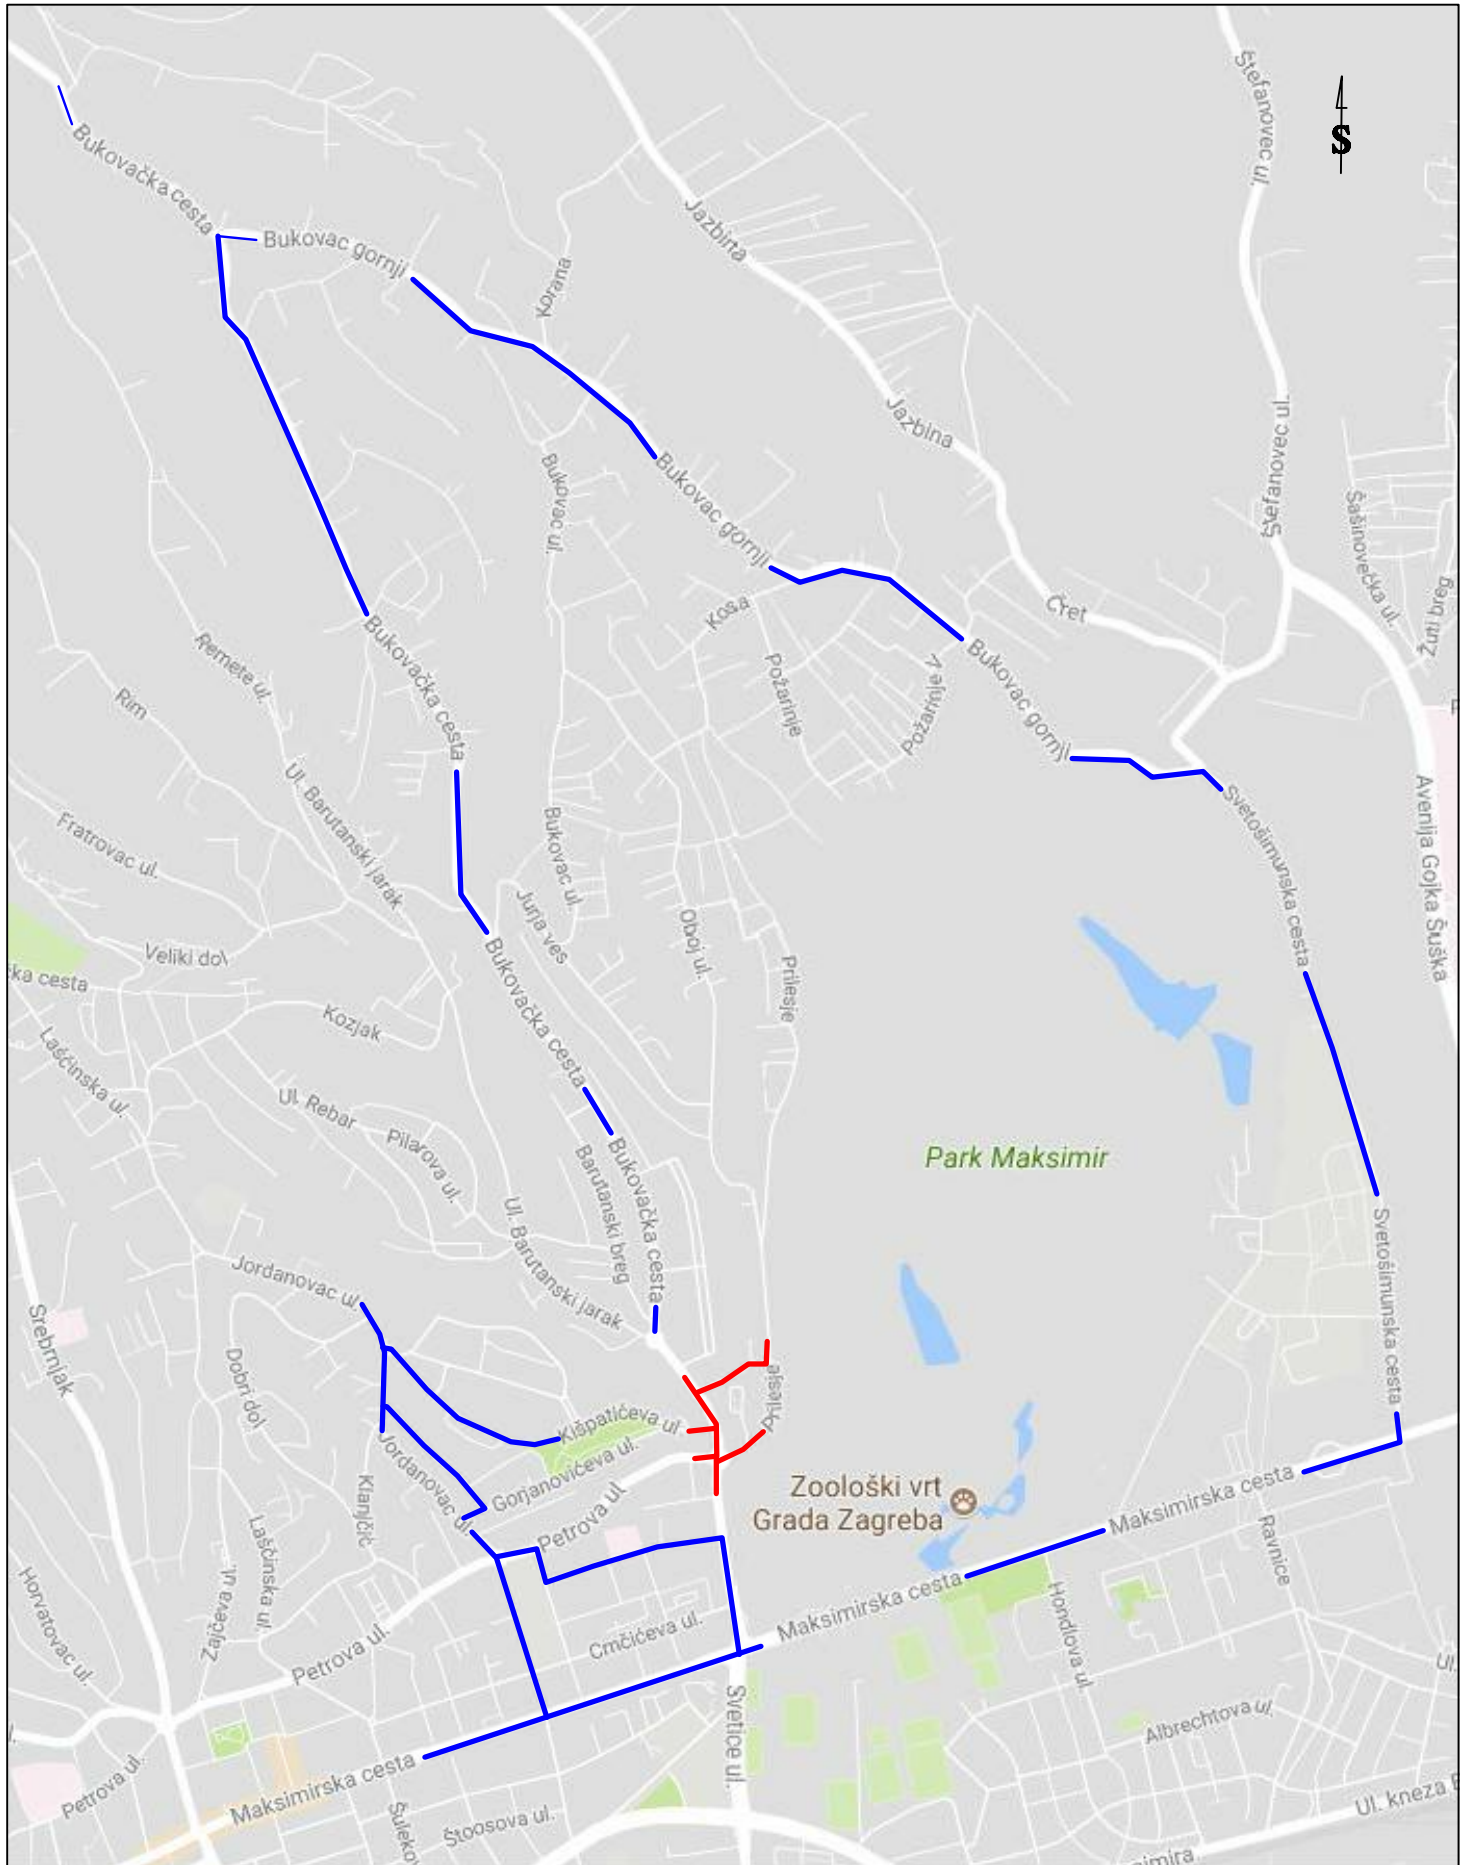 Štefanovec ul.
S
Bukovačka cesta
Bukovac gornji
Jazbina
Korana
Jazbina
Štefanovec ul.
Bukovac ul.
Bukovac gornji
Šašinovečka ul.
Žuti breg
Čret
Kosa
Remete ul.
Bukovačka cesta
Požarinje
Požarinje V
Bukovac gornji
Rim
Ul. Barutanski jarak
Svetošimunska cesta
Avenija Gojka Šuška
Fratrovac ul.
Bukovac ul.
Jurja ves
Oboj ul.
Prilesje
Veliki dol
ka cesta
Bukovačka cesta
Kozjak
Laščinska ul.
Ul. Rebar
Pilarova ul.
Barutanski breg
Bukovačka cesta
Park Maksimir
Ul. Barutanski jarak
Svetošimunska cesta
Jordanovac ul.
Srebrnjak
Dobri dol
Prilesje
Kišpatićeva ul
Gorjanovićeva ul.
Jordanovac ul.
Klanjčić
Petrova ul
Zoološki vrt
Grada Zagreba
Maksimirska cesta
Ravnice
Laščinska ul.
Zajčeva ul.
Horvatovac ul.
Maksimirska cesta
Hondlova ul.
Crnčićeva ul.
Petrova ul.
Ul.
Svetice ul.
Albrechtova ul.
Petrova ul.
Maksimirska cesta
Šulekov
Štoosova ul.
Ul. kneza B
imira